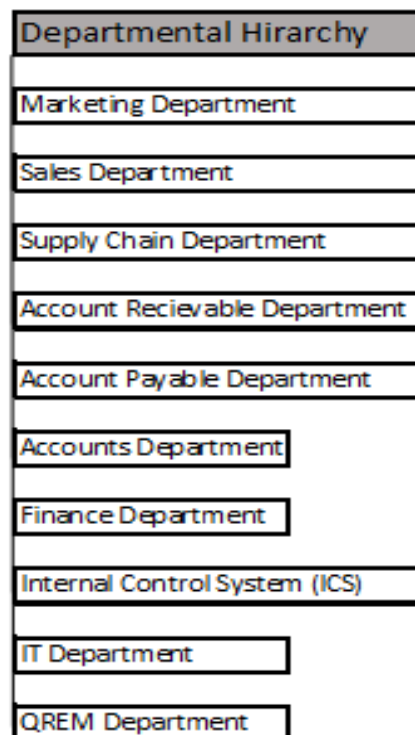 Departmental Hirarchy
Marketing Department
Sales Department
Supply Chain Department
Account Recievable Department
Account Payable Department
Accounts Department
Finance Department
Internal Control System (ICS)
IT Department
QREM Department